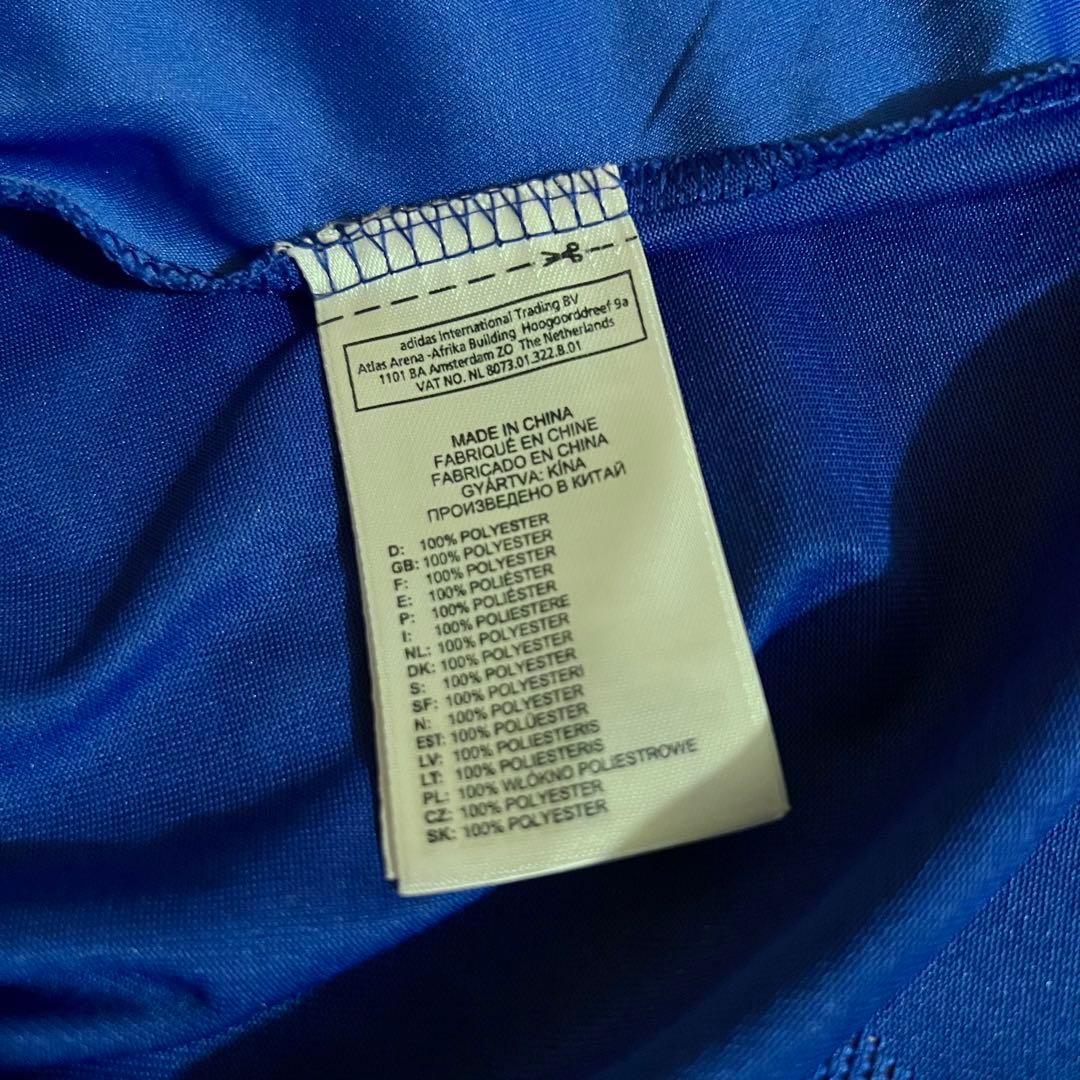 adidas International Trading BV
Atlas Arena -Afrika Building Hoogoorddreef 9a
1101 BA Amsterdam ZO The Netherlands
VAT NO. NL 8073.01.322.B.01
MADE IN CHINA
FABRIQUÉ EN CHINE
FABRICADO EN CHINA
GYÁRTVA: KÍNA
ПРОИЗВЕДЕНО В КИТАЙ
D: 100% POLYESTER
GB: 100% POLYESTER
F: 100% POLYESTER
E: 100% POLIÉSTER
P: 100% POLIÉSTER
I: 100% POLIESTERE
NL: 100% POLYESTER
DK: 100% POLYESTER
S: 100% POLYESTER
SF: 100% POLYESTERI
N: 100% POLYESTER
EST: 100% POLÜESTER
LV: 100% POLIESTERIS
LT: 100% POLIESTERIS
PL: 100% WŁÓKNO POLIESTROWE
CZ: 100% POLYESTER
SK: 100% POLYESTER